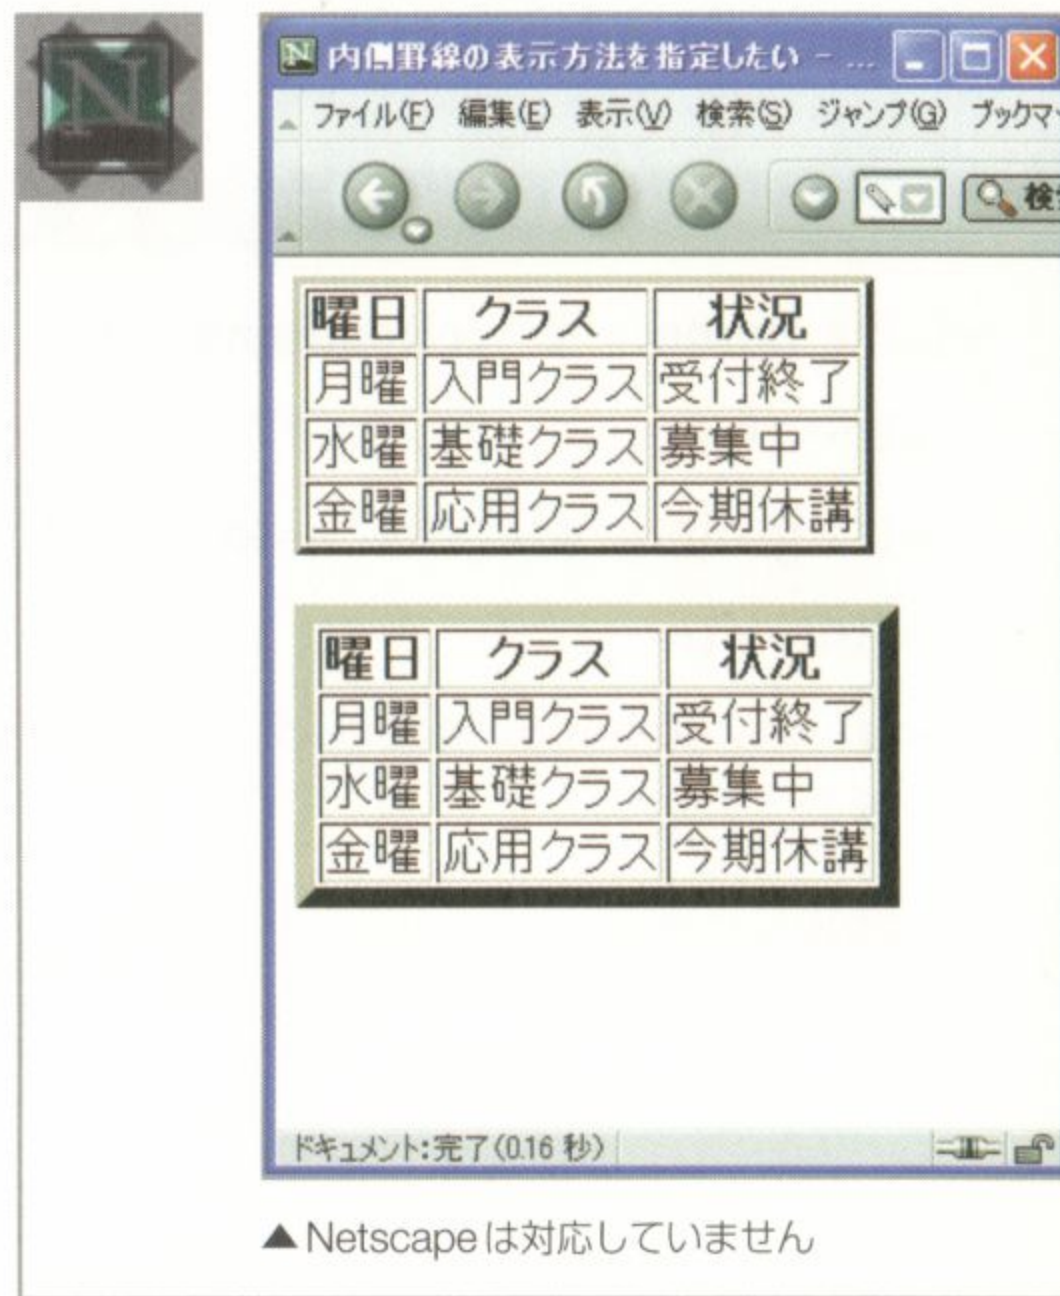 内側罫線の表示方法を指定したい - ...
ファイル(F) 編集(E) 表示(V) 検索(S) ジャンプ(G) ブックマ
検
曜日 クラス 状況
月曜 入門クラス 受付終了
水曜 基礎クラス 募集中
金曜 応用クラス 今期休講
曜日 クラス 状況
月曜 入門クラス 受付終了
水曜 基礎クラス 募集中
金曜 応用クラス 今期休講
ドキュメント:完了(0.16 秒)
▲Netscapeは対応していません